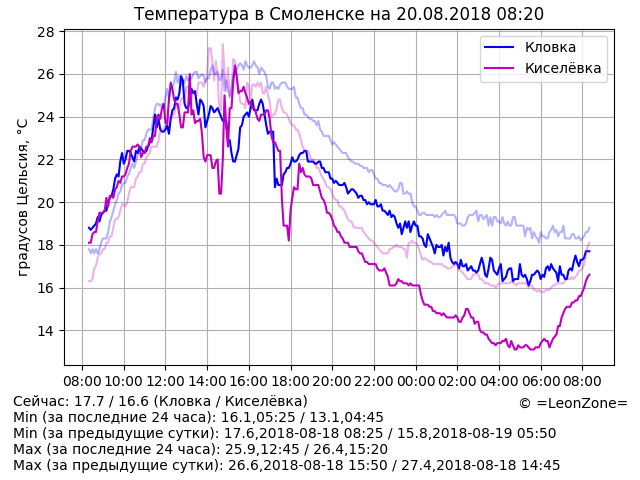 Температура в Смоленске на 20.08.2018 08:20
градусов Цельсия, °C
28
26
24
22
20
18
16
14
Кловка
Киселёвка
08:00 10:00 12:00 14:00 16:00 18:00 20:00 22:00 00:00 02:00 04:00 06:00 08:00
Сейчас: 17.7 / 16.6 (Кловка / Киселёвка)
© =LeonZone=
Min (за последние 24 часа): 16.1,05:25 / 13.1,04:45
Min (за предыдущие сутки): 17.6,2018-08-18 08:25 / 15.8,2018-08-19 05:50
Max (за последние 24 часа): 25.9,12:45 / 26.4,15:20
Max (за предыдущие сутки): 26.6,2018-08-18 15:50 / 27.4,2018-08-18 14:45